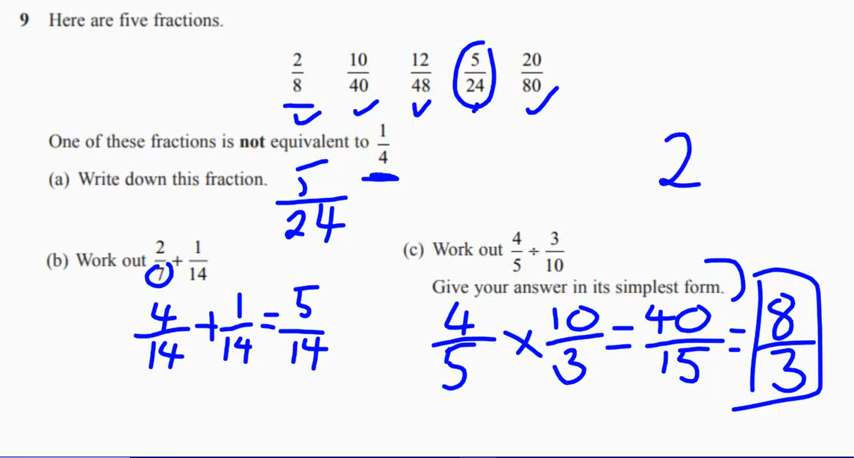 9 Here are five fractions.
2/8 10/40 12/48 5/24 20/80
One of these fractions is not equivalent to 1/4
(a) Write down this fraction. 5/24
2
(b) Work out 2/7 + 1/14
4/14 + 1/14 = 5/14
(c) Work out 4/5 ÷ 3/10
Give your answer in its simplest form.
4/5 × 10/3 = 40/15 = 8/3